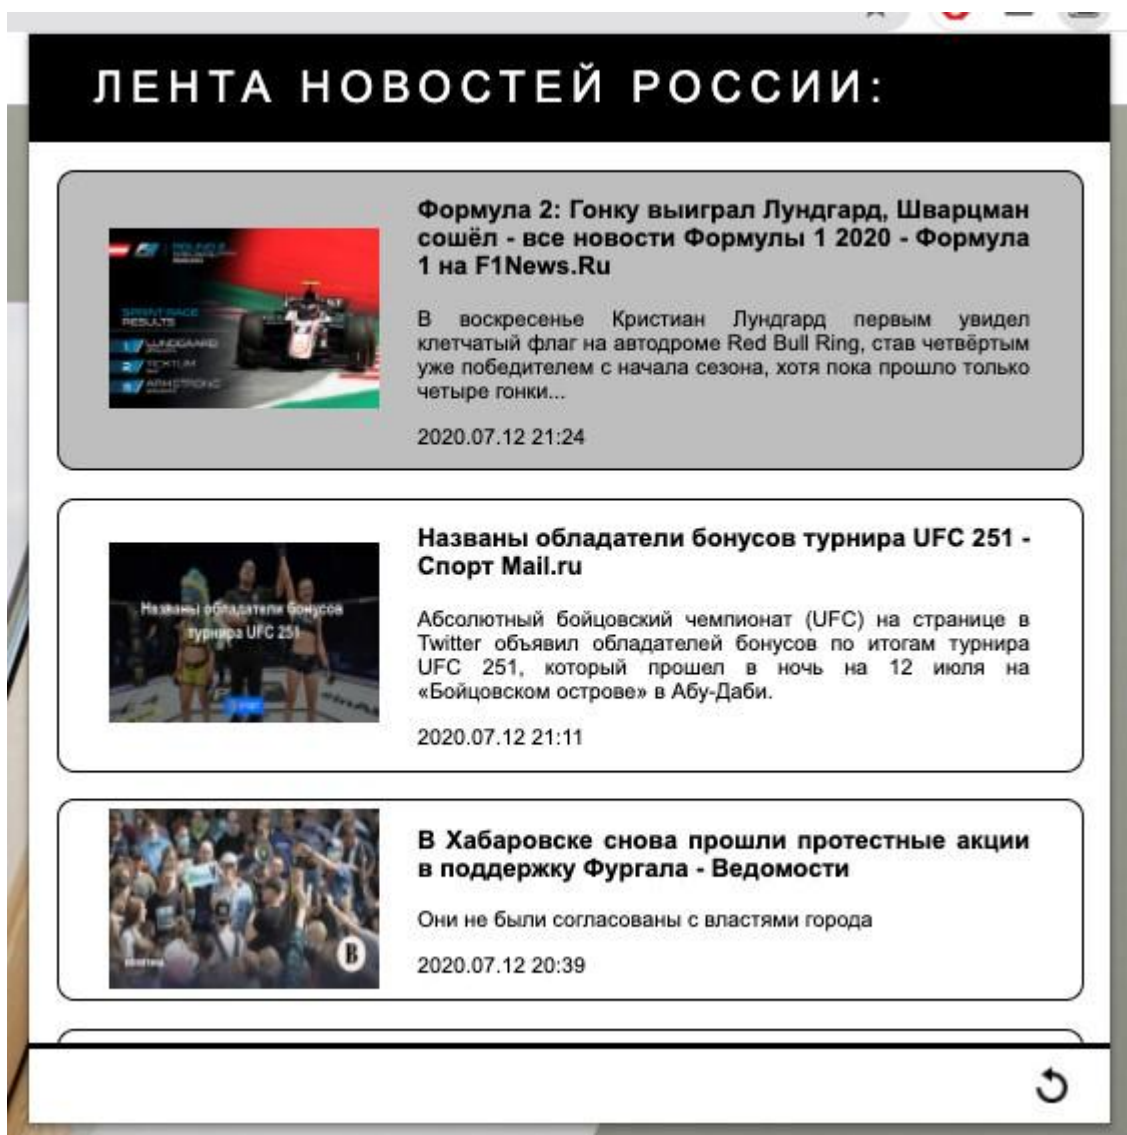 ЛЕНТА НОВОСТЕЙ РОССИИ:
Формула 2: Гонку выиграл Лундгард, Шварцман
сошёл - все новости Формулы 1 2020 - Формула
1 на F1News.Ru
ROUND 2
SPRINT RACE
RESULTS
1 LUNDGAARD
2 TICKTUM
3 ARMSTRONG
В воскресенье Кристиан Лундгард первым увидел
клетчатый флаг на автодроме Red Bull Ring, став четвёртым
уже победителем с начала сезона, хотя пока прошло только
четыре гонки...
2020.07.12 21:24
Названы обладатели бонусов турнира UFC 251 -
Спорт Mail.ru
Названы обладатели бонусов
турнира UFC 251
Абсолютный бойцовский чемпионат (UFC) на странице в
Twitter объявил обладателей бонусов по итогам турнира
UFC 251, который прошел в ночь на 12 июля на
«Бойцовском острове» в Абу-Даби.
2020.07.12 21:11
В Хабаровске снова прошли протестные акции
в поддержку Фургала - Ведомости
В
Они не были согласованы с властями города
2020.07.12 20:39